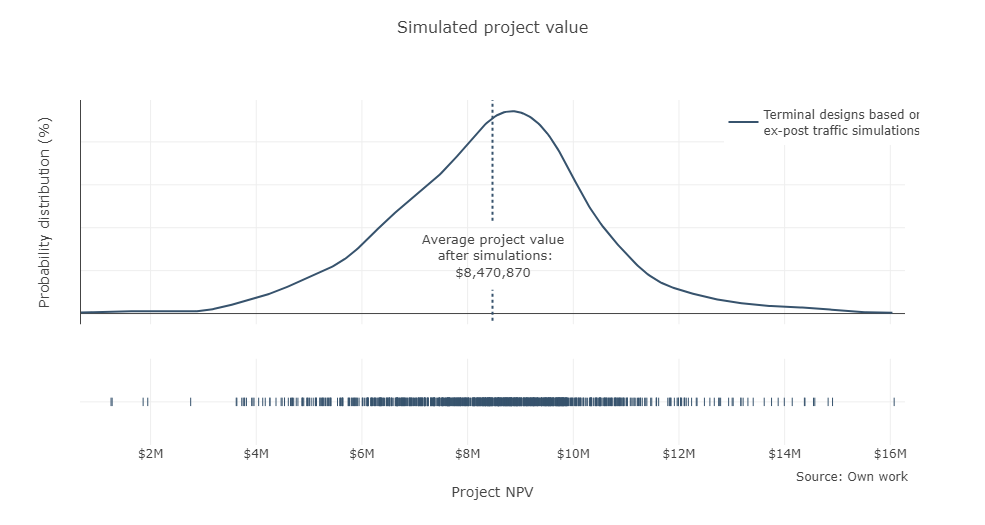 Simulated project value
Probability distribution (%)
Terminal designs based or
ex-post traffic simulations
Average project value
after simulations:
$8,470,870
$2M
$4M
$6M
$8M
$10M
$12M
$14M
$16M
Source: Own work
Project NPV